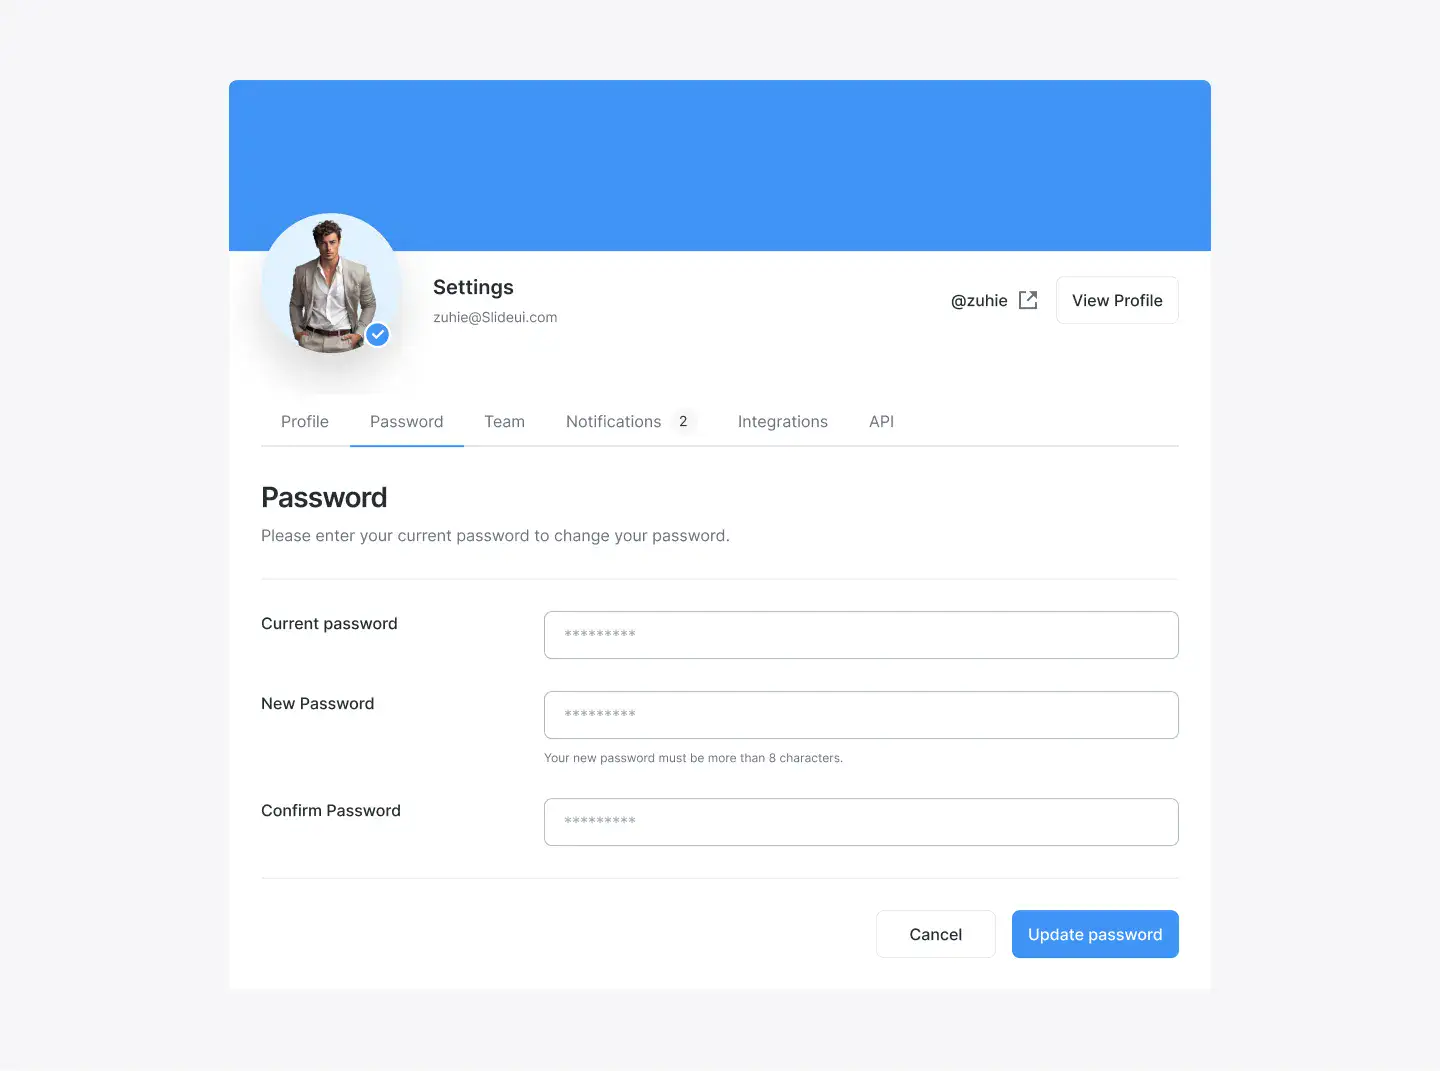 Settings
zuhie@Slideui.com
@zuhie
View Profile
Profile
Password
Team
Notifications 2
Integrations
API
Password
Please enter your current password to change your password.
Current password
*********
New Password
*********
Your new password must be more than 8 characters.
Confirm Password
*********
Cancel
Update password